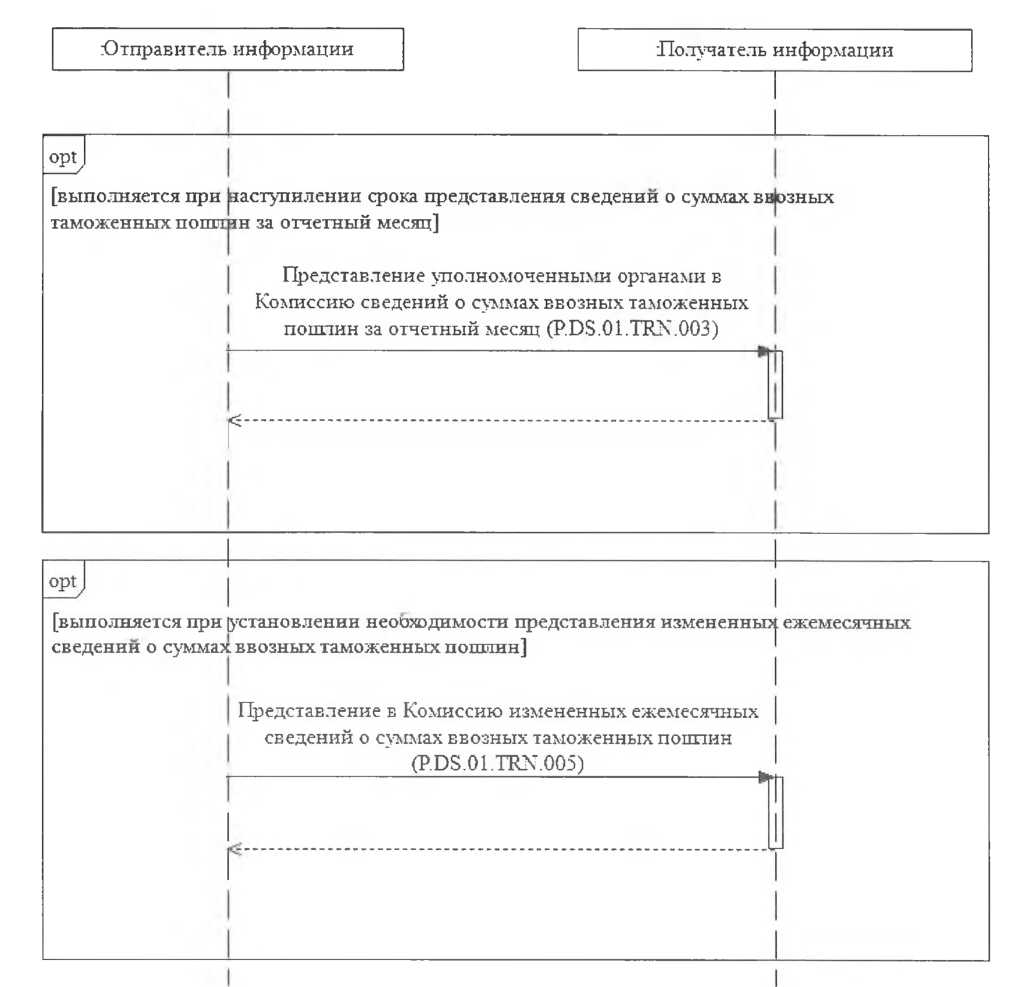 :Отправитель информации
:Получатель информации
opt
[выполняется при наступилении срока представления сведений о суммах ввозных
таможенных пошлин за отчетный месяц]
Представление уполномоченными органами в
Комиссию сведений о суммах ввозных таможенных
пошлин за отчетный месяц (P.DS.01.TRN.003)
opt
[выполняется при установлении необходимости представления измененных ежемесячных
сведений о суммах ввозных таможенных пошлин]
Представление в Комиссию измененных ежемесячных
сведений о суммах ввозных таможенных пошлин
(P.DS.01.TRN.005)